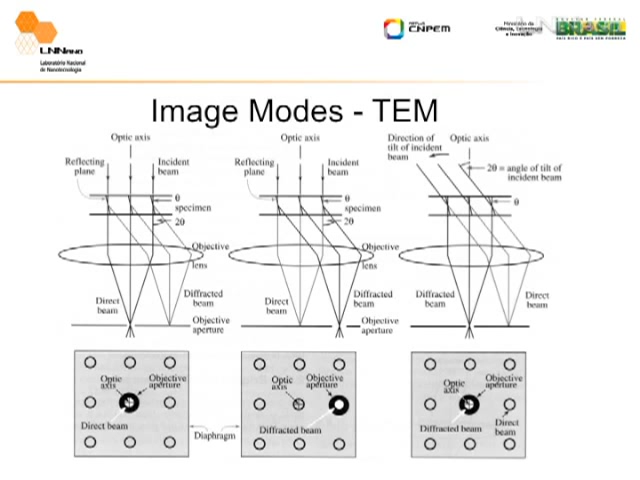 LNNano
Laboratório Nacional
de Nanotecnologia
CNPEM
Ministério da
Ciência, Tecnologia
e Inovação
BRASIL
Image Modes - TEM
Optic axis
Reflecting
plane
Incident
beam
θ
specimen
2θ
Objective
lens
Direct
beam
Diffracted
beam
Objective
aperture
Optic axis
Reflecting
plane
Incident
beam
θ
specimen
2θ
Objective
lens
Direct
beam
Diffracted
beam
Objective
aperture
Direction of
tilt of incident
beam
Optic axis
2θ = angle of tilt of
incident beam
θ
Diffracted
beam
Direct
beam
Optic
axis
Objective
aperture
Direct beam
Diaphragm
Optic
axis
Objective
aperture
Diffracted beam
Optic
axis
Objective
aperture
Diffracted beam
Direct
beam